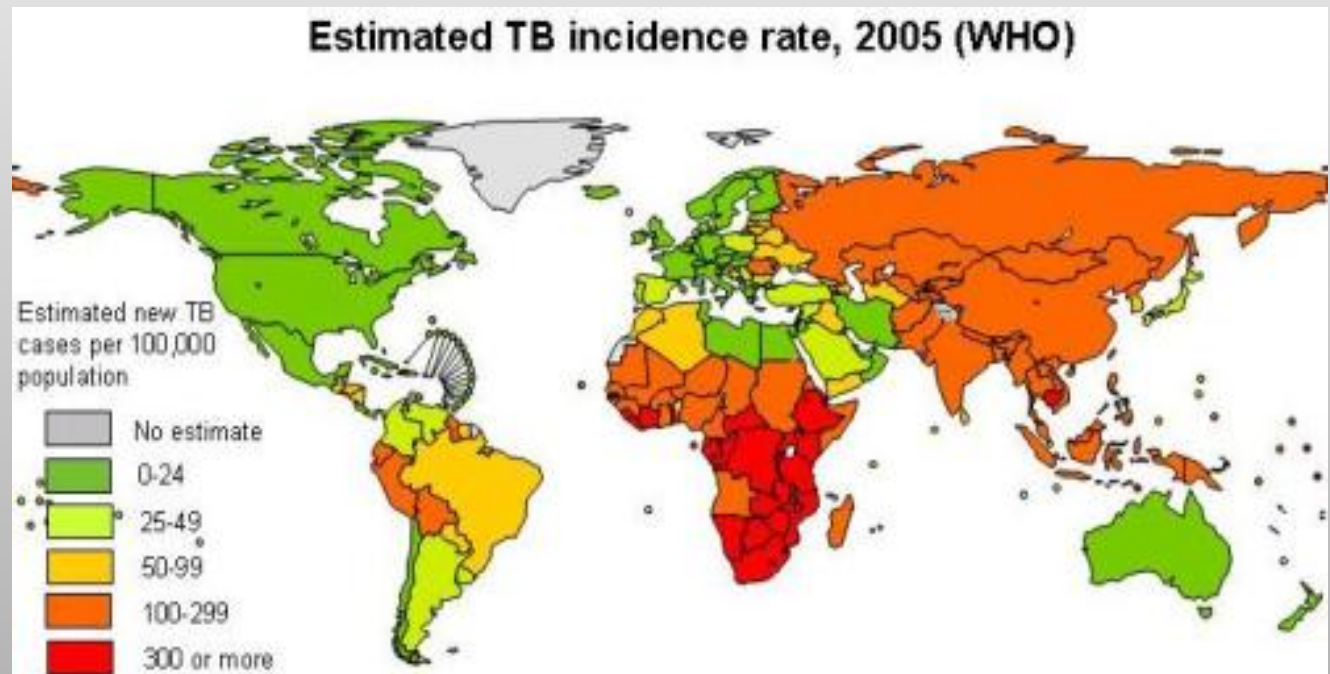 Estimated TB incidence rate, 2005 (WHO)
Estimated new TB
cases per 100,000
population
No estimate
0-24
25-49
50-99
100-299
300 or more